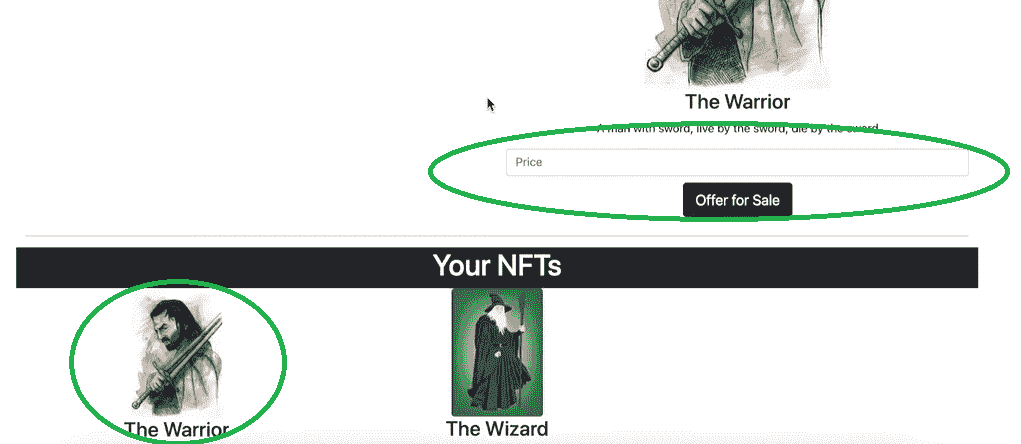 The Warrior
A man with sword, live by the sword, die by the sword
Price
Offer for Sale
Your NFTs
The Warrior
The Wizard